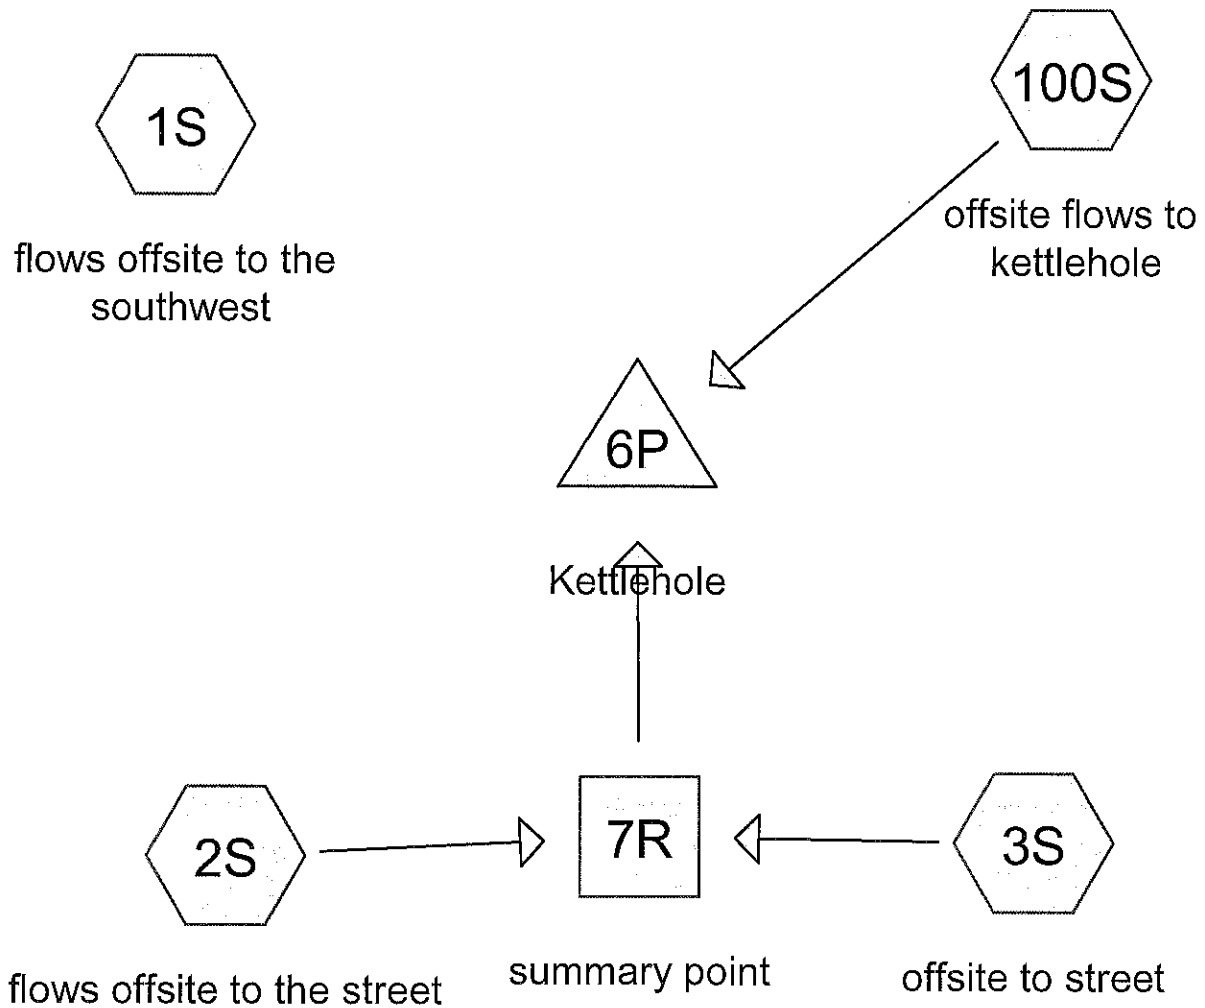 1S
flows offsite to the
southwest
100S
offsite flows to
kettlehole
6P
Kettlehole
2S
flows offsite to the street
7R
summary point
3S
offsite to street